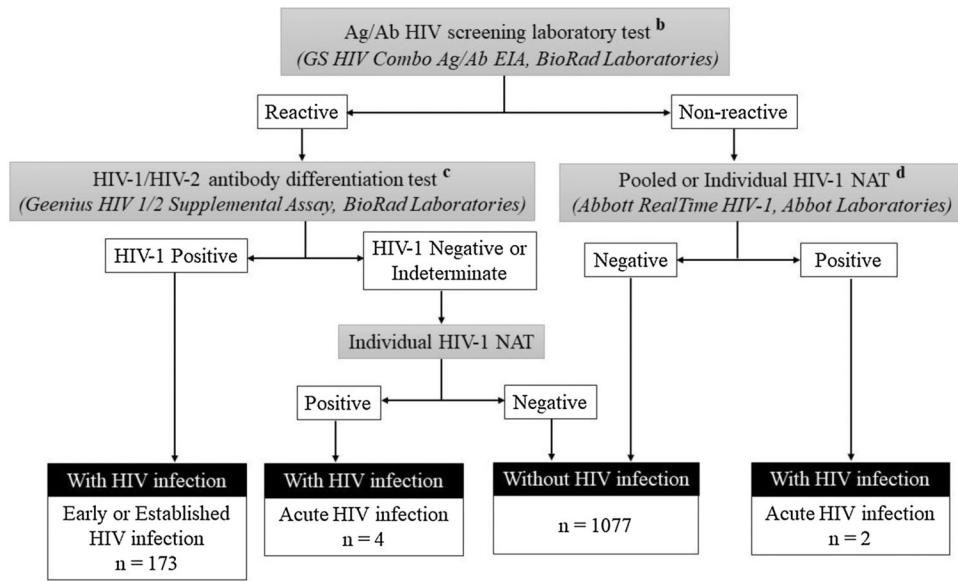 Ag/Ab HIV screening laboratory test b
(GS HIV Combo Ag/Ab EIA, BioRad Laboratories)
Reactive
Non-reactive
HIV-1/HIV-2 antibody differentiation test c
(Geenius HIV 1/2 Supplemental Assay, BioRad Laboratories)
Pooled or Individual HIV-1 NAT d
(Abbott RealTime HIV-1, Abbot Laboratories)
HIV-1 Positive
HIV-1 Negative or
Indeterminate
Negative
Positive
Individual HIV-1 NAT
Positive
Negative
With HIV infection
Early or Established
HIV infection
n = 173
With HIV infection
Acute HIV infection
n = 4
Without HIV infection
n = 1077
With HIV infection
Acute HIV infection
n = 2